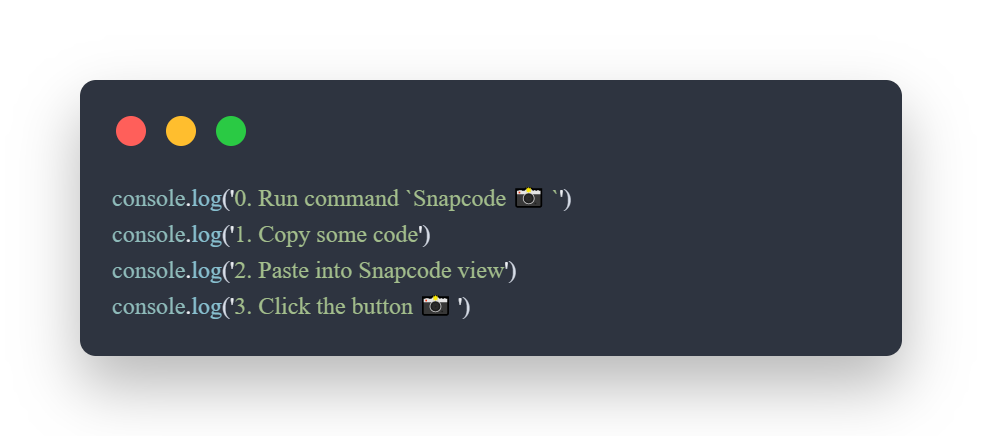 console.log('0. Run command `Snapcode 📸 `')
console.log('1. Copy some code')
console.log('2. Paste into Snapcode view')
console.log('3. Click the button 📸 ')